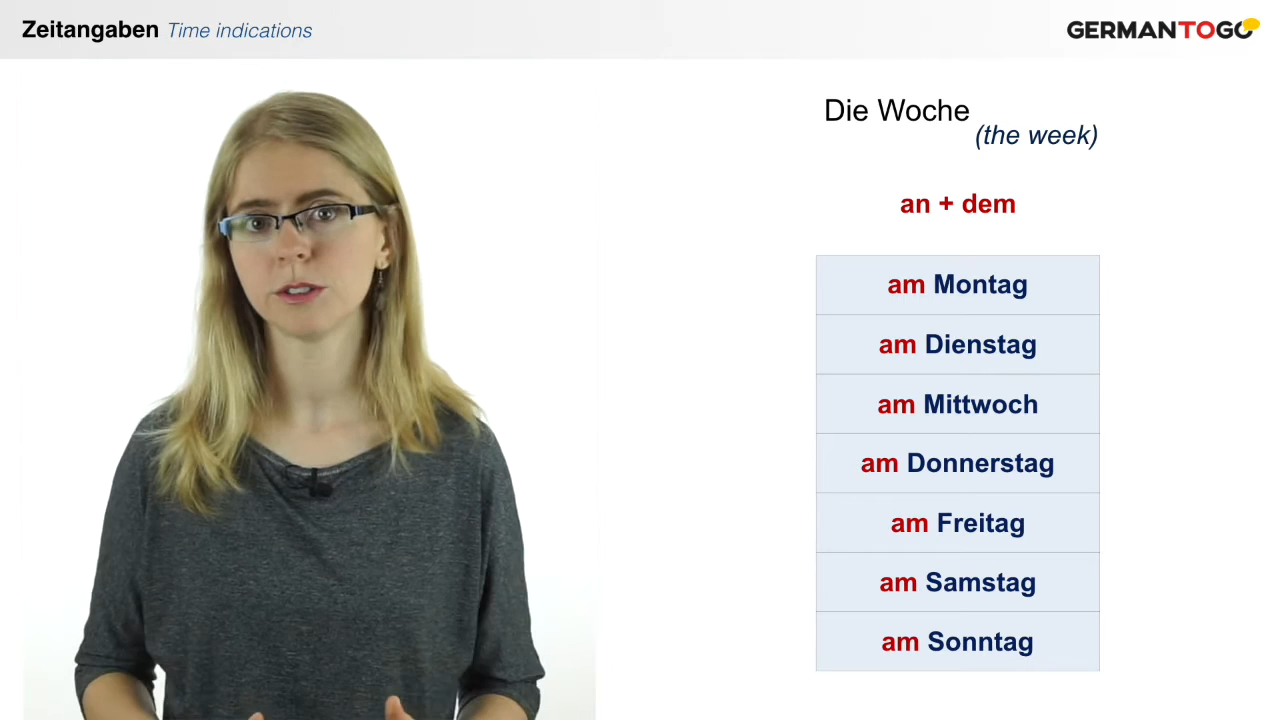 Zeitangaben Time indications
GERMANTOGO
Die Woche
(the week)
an + dem
am Montag
am Dienstag
am Mittwoch
am Donnerstag
am Freitag
am Samstag
am Sonntag